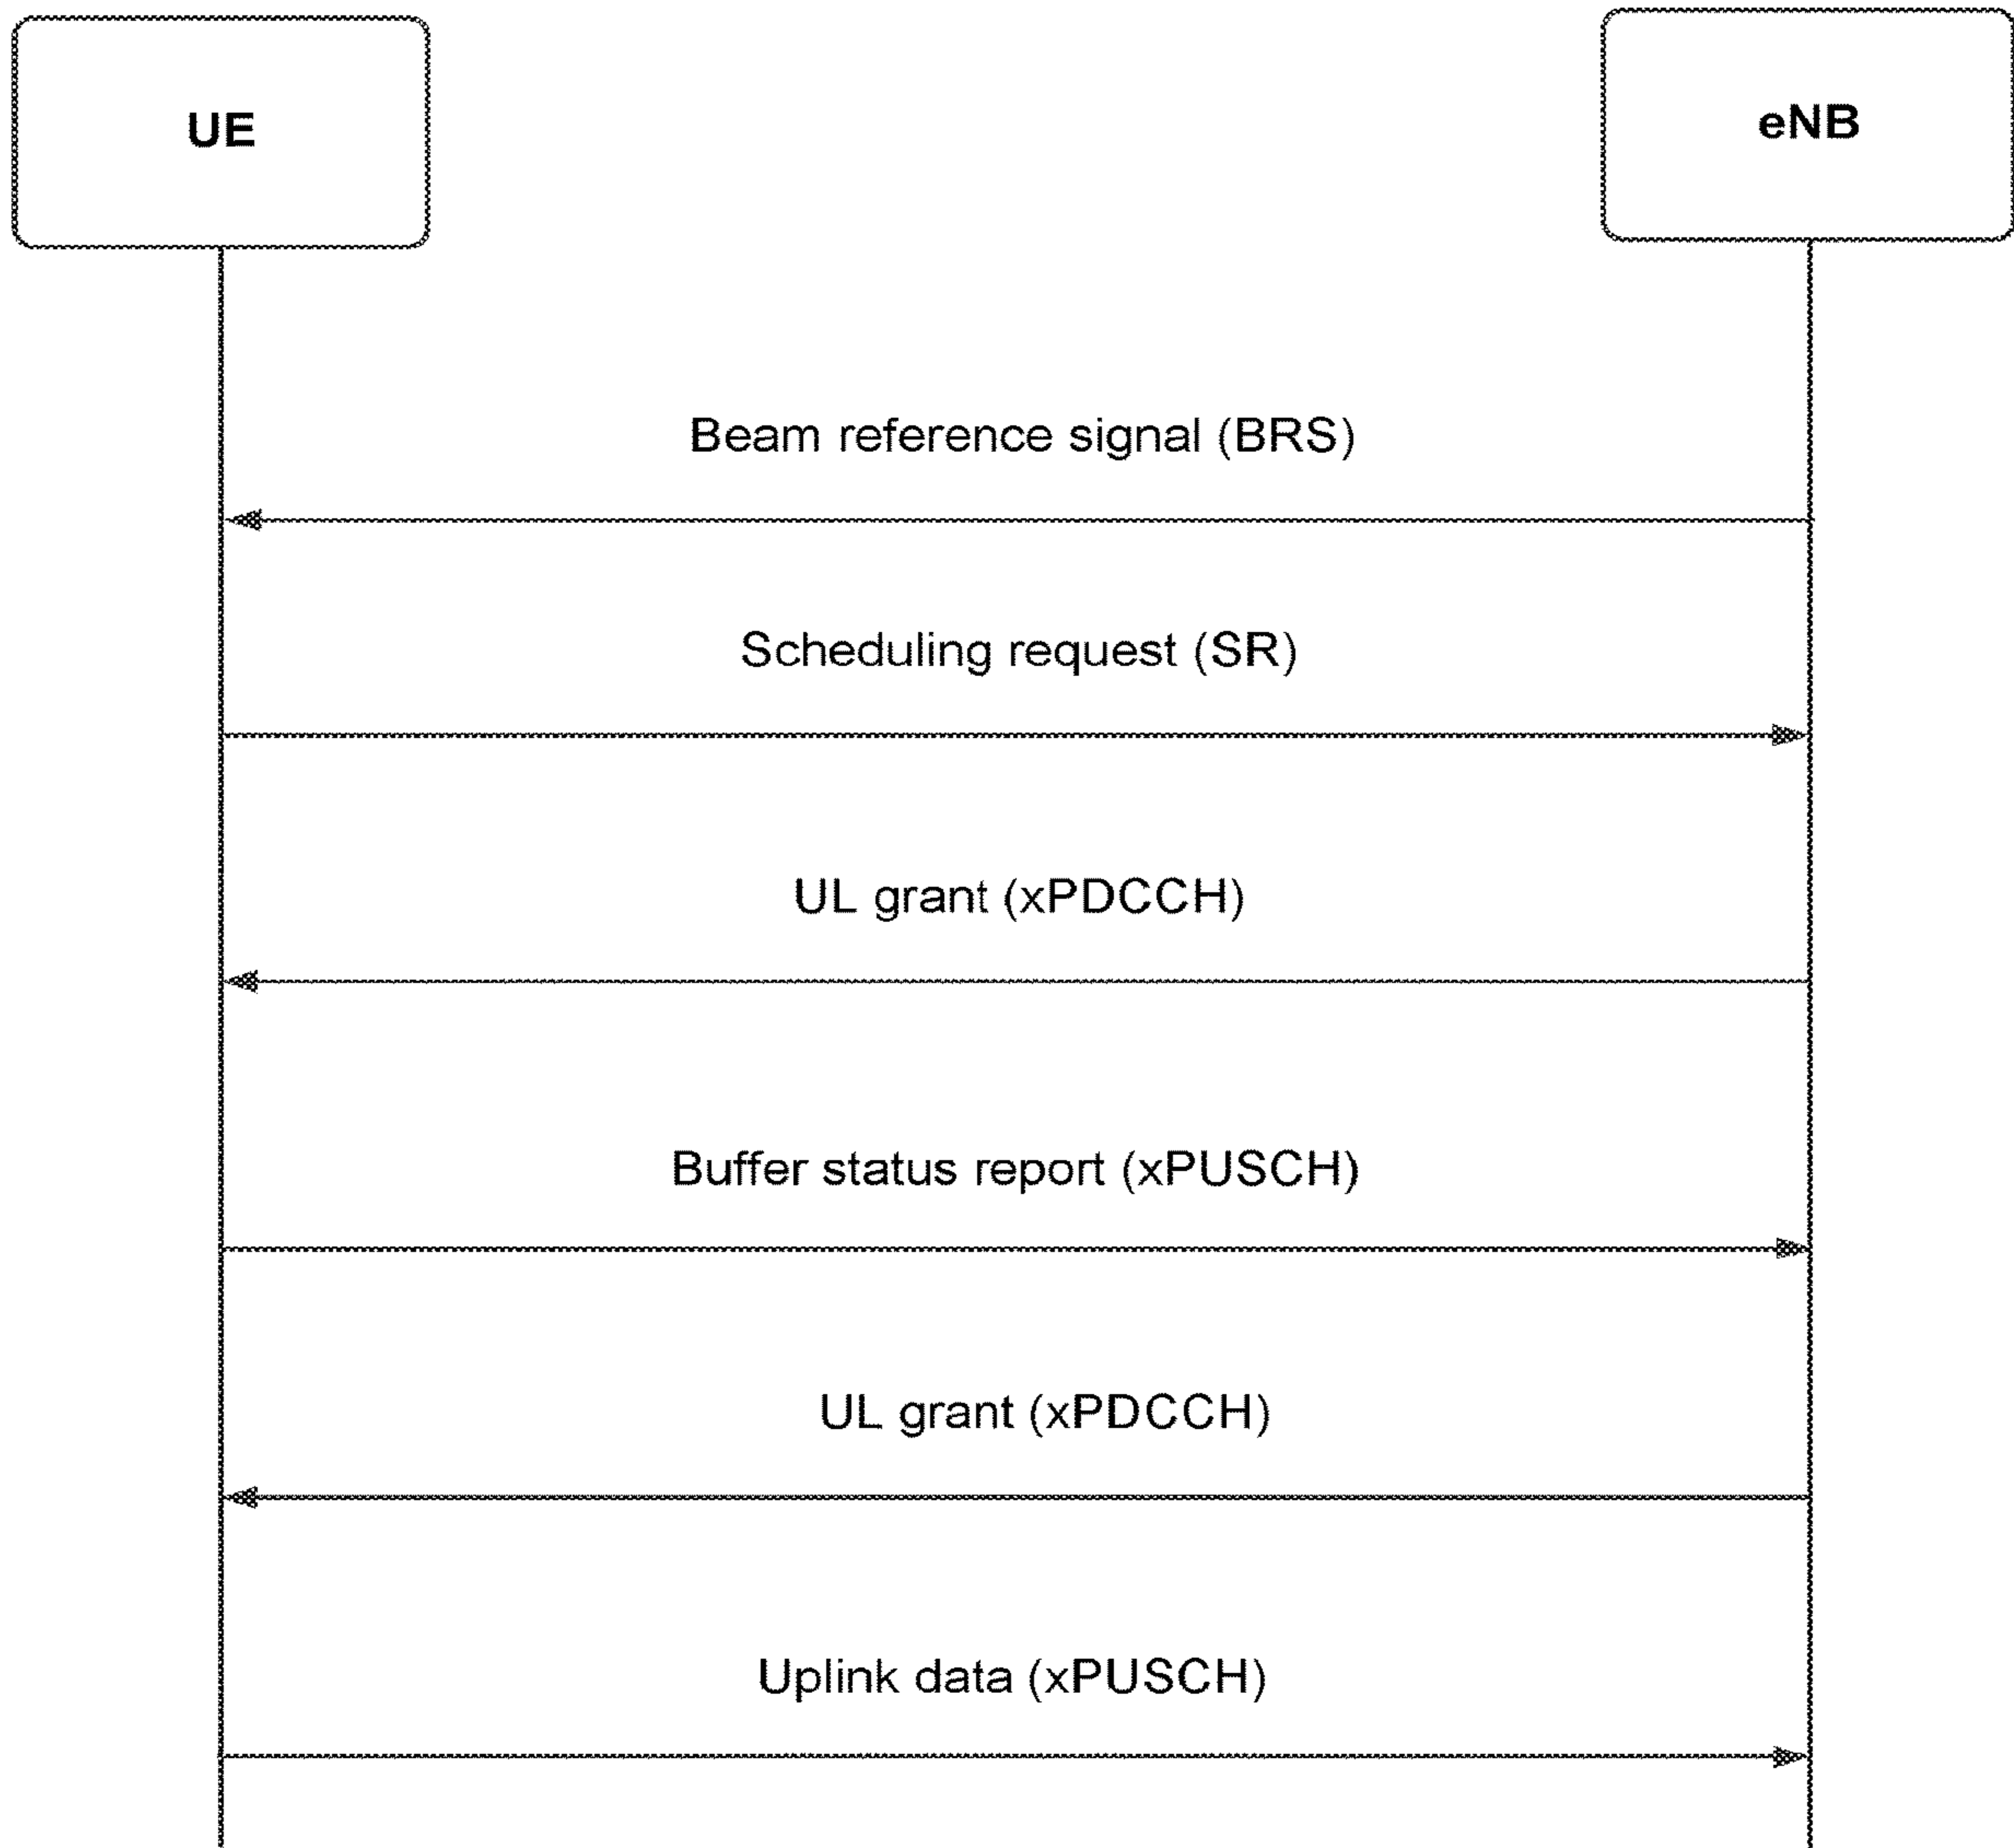 UE
eNB
Beam reference signal (BRS)
Scheduling request (SR)
UL grant (xPDCCH)
Buffer status report (xPUSCH)
UL grant (xPDCCH)
Uplink data (xPUSCH)